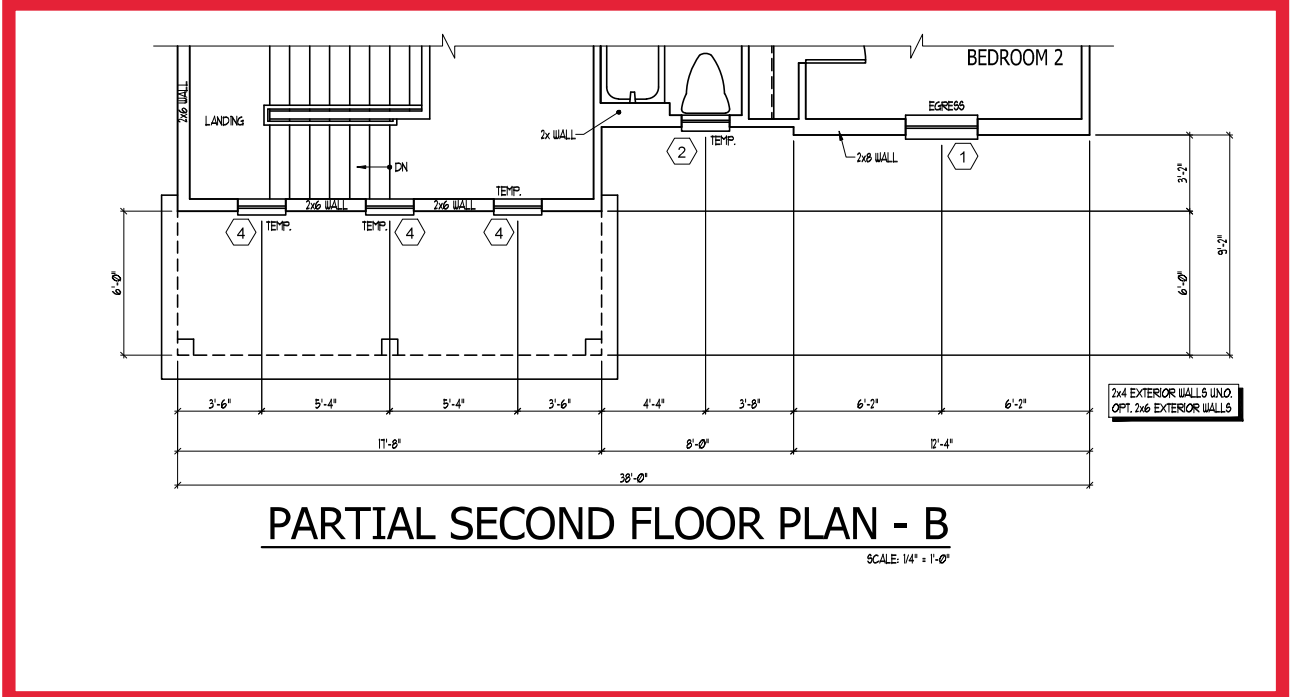 BEDROOM 2
2x6 WALL
LANDING
EGRESS
2x WALL
2
TEMP.
2x8 WALL
1
DN
3'-2"
TEMP.
2x6 WALL
2x6 WALL
4
TEMP.
TEMP.
4
4
9'-2"
6'-0"
6'-0"
2x4 EXTERIOR WALLS U.N.O.
OPT. 2x6 EXTERIOR WALLS
3'-6"
5'-4"
5'-4"
3'-6"
4'-4"
3'-8"
6'-2"
6'-2"
17'-8"
8'-0"
12'-4"
38'-0"
PARTIAL SECOND FLOOR PLAN - B
SCALE: 1/4" = 1'-0"